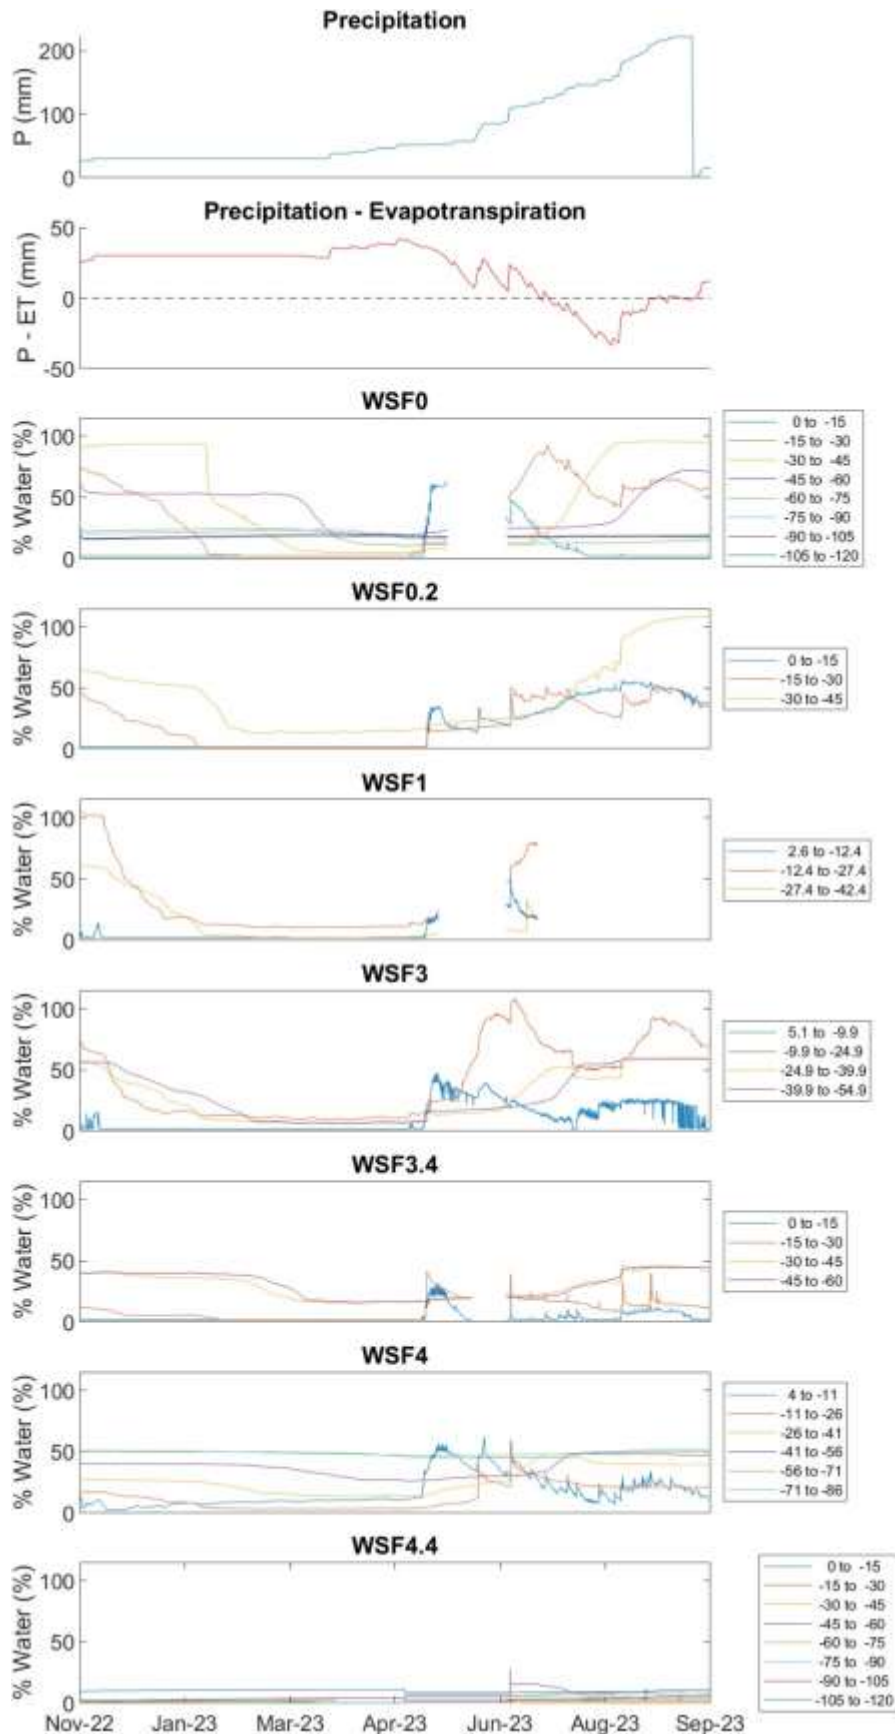 Precipitation
P (mm)
200
100
0
Precipitation - Evapotranspiration
P - ET (mm)
50
0
-50
WSF0
% Water (%)
100
50
0
0 to -15
-15 to -30
-30 to -45
-45 to -60
-60 to -75
-75 to -90
-90 to -105
-105 to -120
WSF0.2
% Water (%)
100
50
0
0 to -15
-15 to -30
-30 to -45
WSF1
% Water (%)
100
50
0
2.6 to -12.4
-12.4 to -27.4
-27.4 to -42.4
WSF3
% Water (%)
100
50
0
5.1 to -9.9
-9.9 to -24.9
-24.9 to -39.9
-39.9 to -54.9
WSF3.4
% Water (%)
100
50
0
0 to -15
-15 to -30
-30 to -45
-45 to -60
WSF4
% Water (%)
100
50
0
4 to -11
-11 to -26
-26 to -41
-41 to -56
-56 to -71
-71 to -86
WSF4.4
% Water (%)
100
50
0
0 to -15
-15 to -30
-30 to -45
-45 to -60
-60 to -75
-75 to -90
-90 to -105
-105 to -120
Nov-22 Jan-23 Mar-23 Apr-23 Jun-23 Aug-23 Sep-23